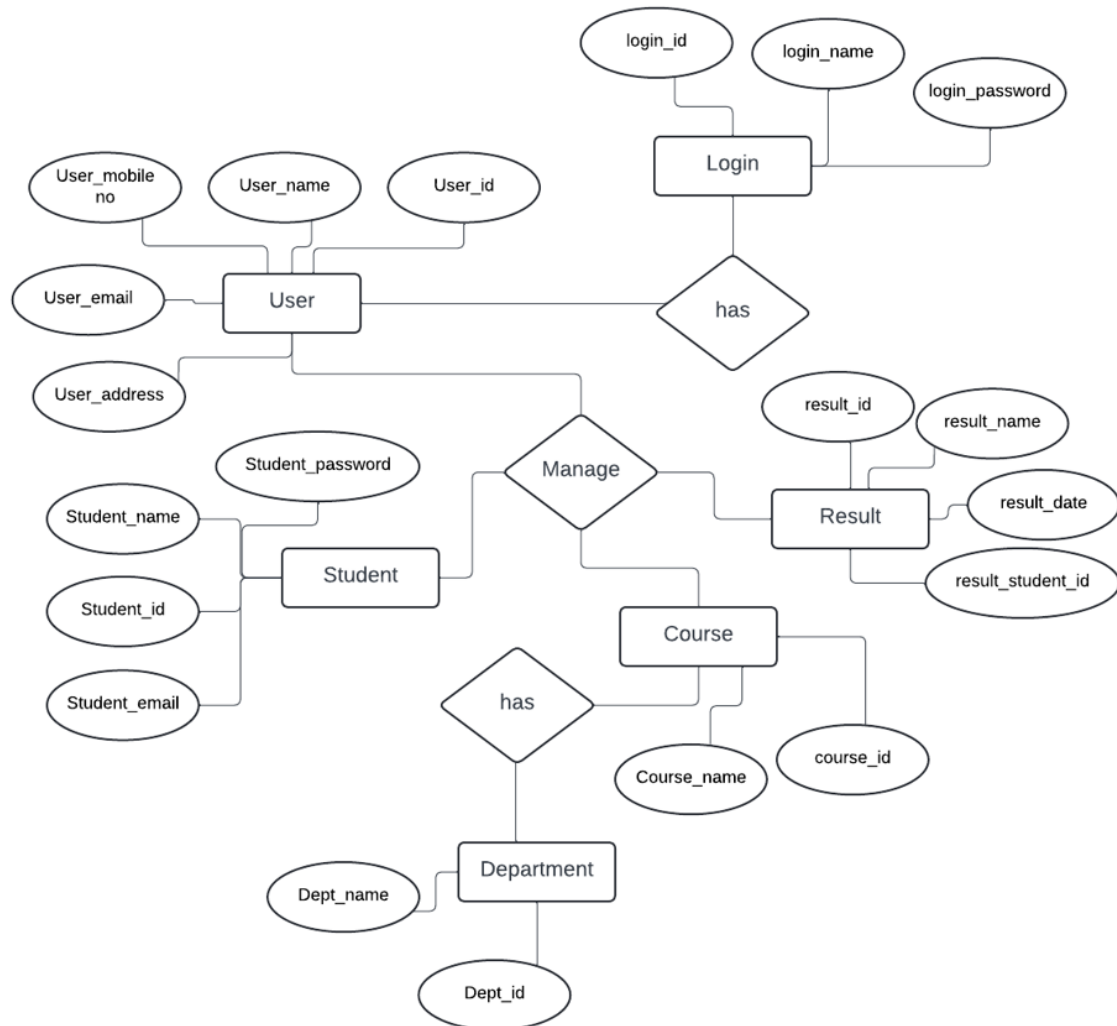 login_id
login_name
login_password
Login
User_mobile
no
User_name
User_id
User_email
User
has
User_address
result_id
result_name
Student_password
Manage
Student_name
Result
result_date
Student
result_student_id
Student_id
Course
Student_email
has
Course_name
course_id
Department
Dept_name
Dept_id